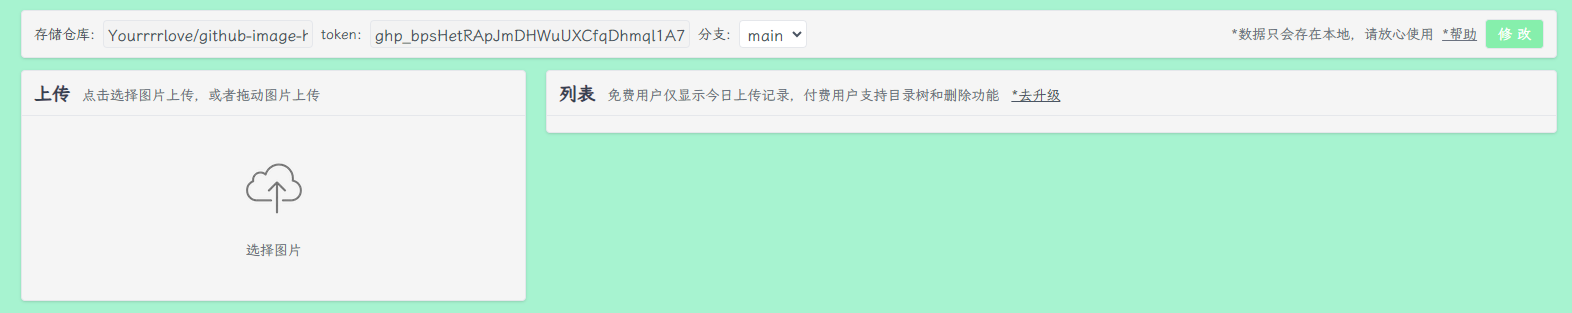 存储仓库： Yourrrrlove/github-image-h token： ghp_bpsHetRApJmDHWuUXCfqDhmql1A7 分支： main *数据只会存在本地，请放心使用 *帮助 修 改
上传 点击选择图片上传，或者拖动图片上传
选择图片
列表 免费用户仅显示今日上传记录，付费用户支持目录树和删除功能 *去升级